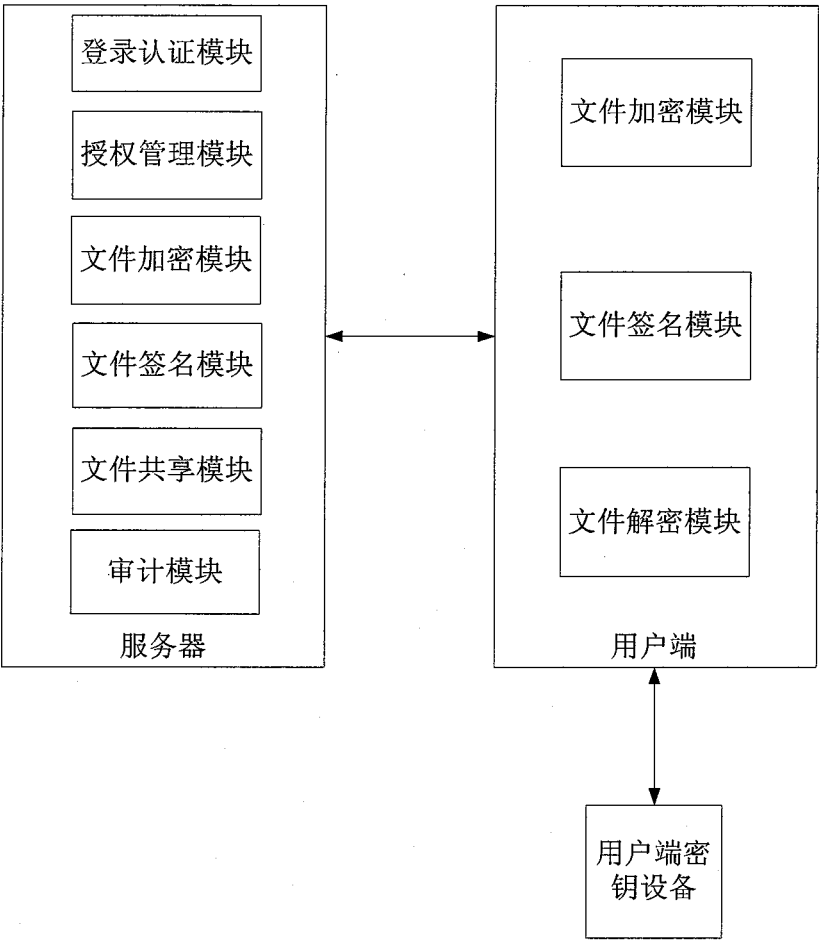 登录认证模块
授权管理模块
文件加密模块
文件签名模块
文件共享模块
审计模块
服务器
文件加密模块
文件签名模块
文件解密模块
用户端
用户端密
钥设备